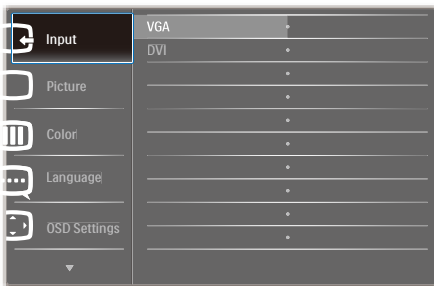 Input
VGA
DVI
Picture
Color
Language
OSD Settings